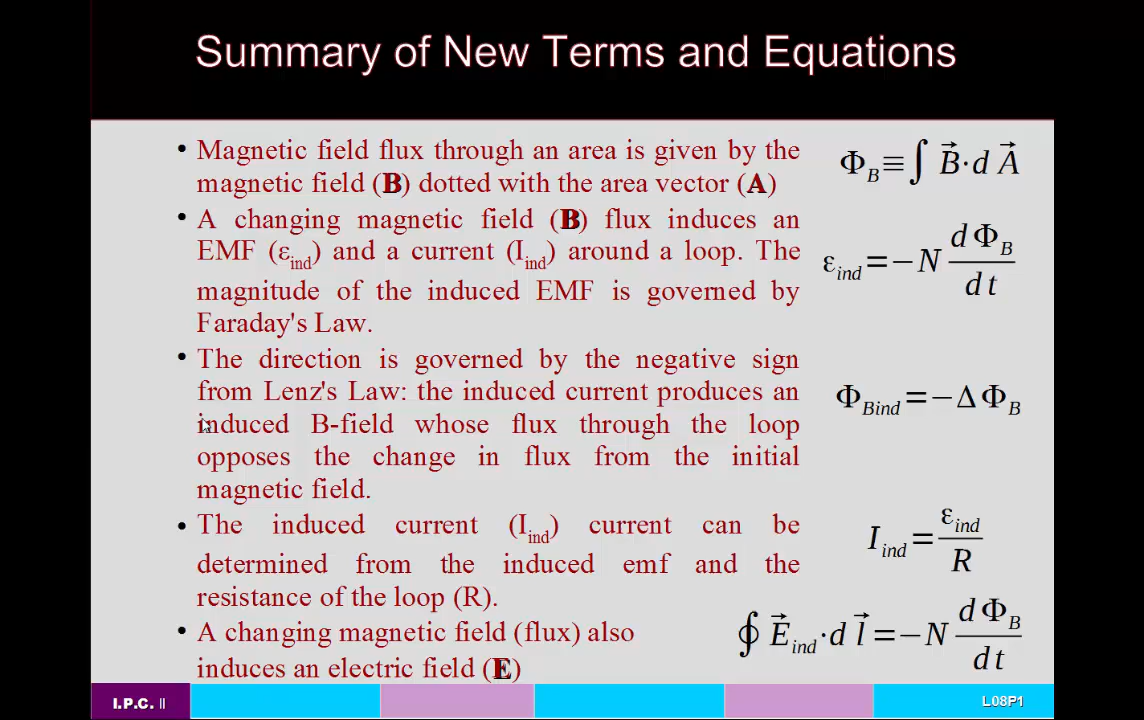 Summary of New Terms and Equations
• Magnetic field flux through an area is given by the
magnetic field (B) dotted with the area vector (A)
Φ_B ≡ ∫ B⃗·d A⃗
• A changing magnetic field (B) flux induces an
EMF (ε_ind) and a current (I_ind) around a loop. The
magnitude of the induced EMF is governed by
Faraday's Law.
ε_ind = −N dΦ_B/dt
• The direction is governed by the negative sign
from Lenz's Law: the induced current produces an
induced B-field whose flux through the loop
opposes the change in flux from the initial
magnetic field.
Φ_Bind = −Δ Φ_B
• The induced current (I_ind) current can be
determined from the induced emf and the
resistance of the loop (R).
I_ind = ε_ind/R
• A changing magnetic field (flux) also
induces an electric field (E)
∮ E⃗_ind·d l⃗ = −N dΦ_B/dt
I.P.C. II
L08P1